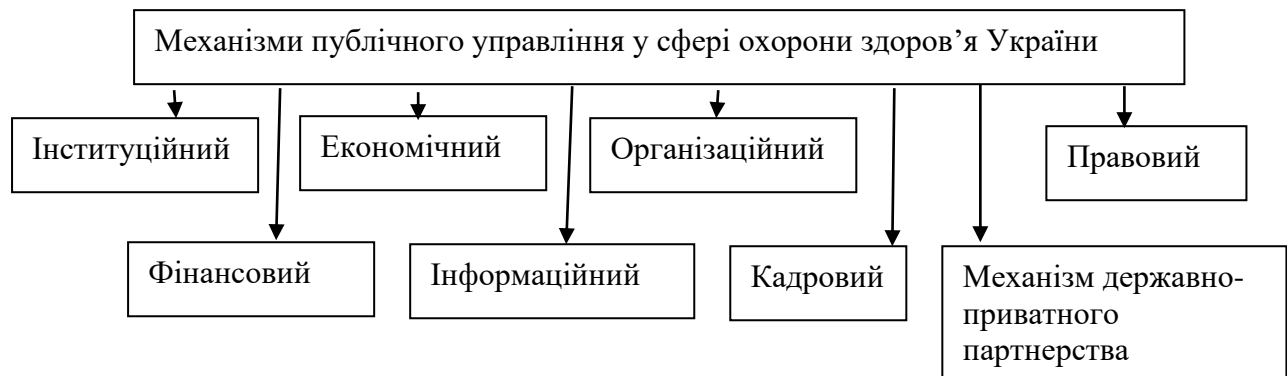 Механізми публічного управління у сфері охорони здоров’я України
Інституційний
Економічний
Організаційний
Правовий
Фінансовий
Інформаційний
Кадровий
Механізм державно-
приватного
партнерства